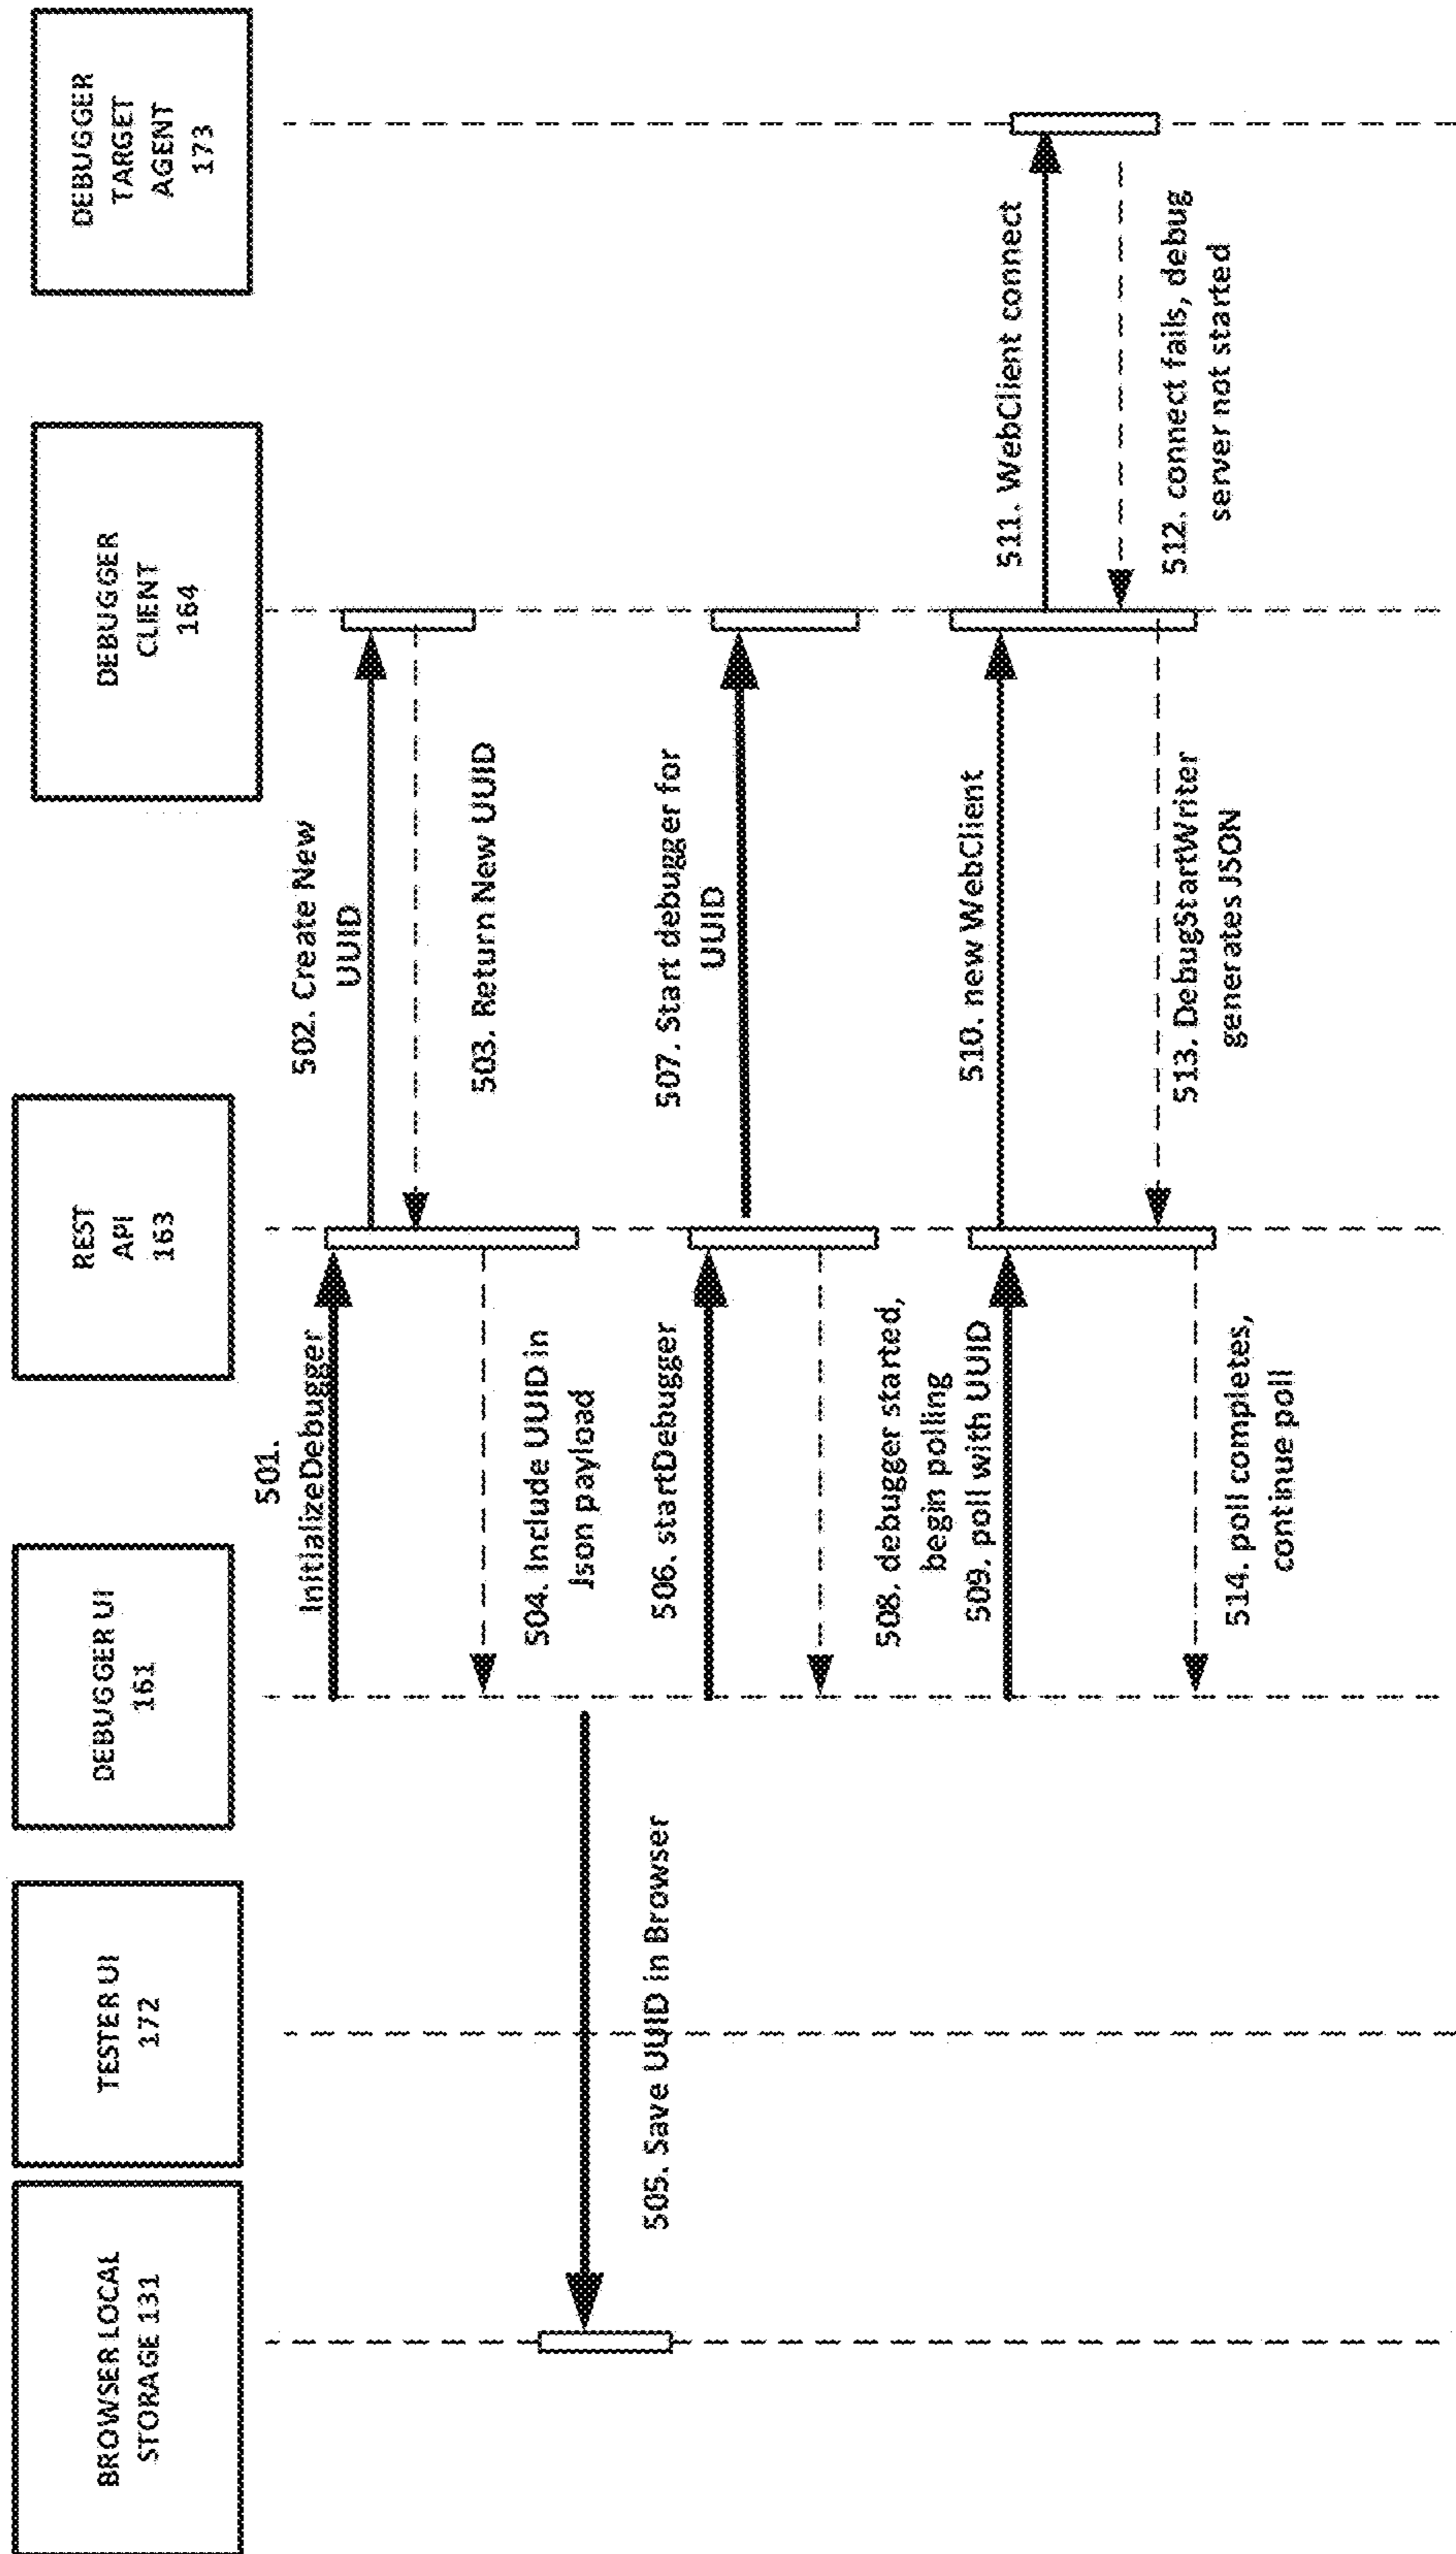 BROWSER LOCAL
STORAGE 131
TESTER UI
172
DEBUGGER UI
161
REST
API
163
DEBUGGER
CLIENT
164
DEBUGGER
TARGET
AGENT
173
501.
InitializeDebugger
502. Create New
UUID
503. Return New UUID
504. Include UUID in
Json payload
505. Save UUID in Browser
506. startDebugger
507. Start debugger for
UUID
508. debugger started,
begin polling
509. poll with UUID
510. new WebClient
511. WebClient connect
512. connect fails, debug
server not started
513. DebugStartWriter
generates JSON
514. poll completes,
continue poll